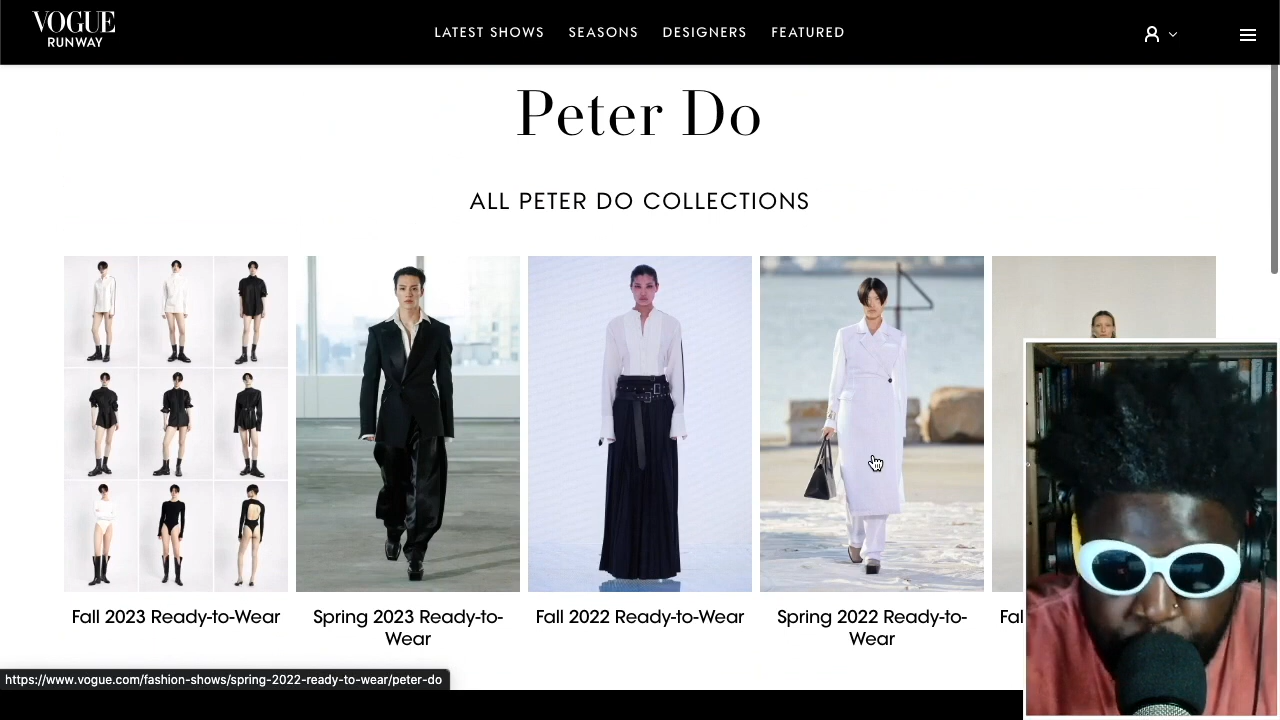 VOGUE
RUNWAY
LATEST SHOWS SEASONS DESIGNERS FEATURED
Peter Do
ALL PETER DO COLLECTIONS
Fall 2023 Ready-to-Wear
Spring 2023 Ready-to-
Wear
Fall 2022 Ready-to-Wear
Spring 2022 Ready-to-
Wear
Fal
https://www.vogue.com/fashion-shows/spring-2022-ready-to-wear/peter-do